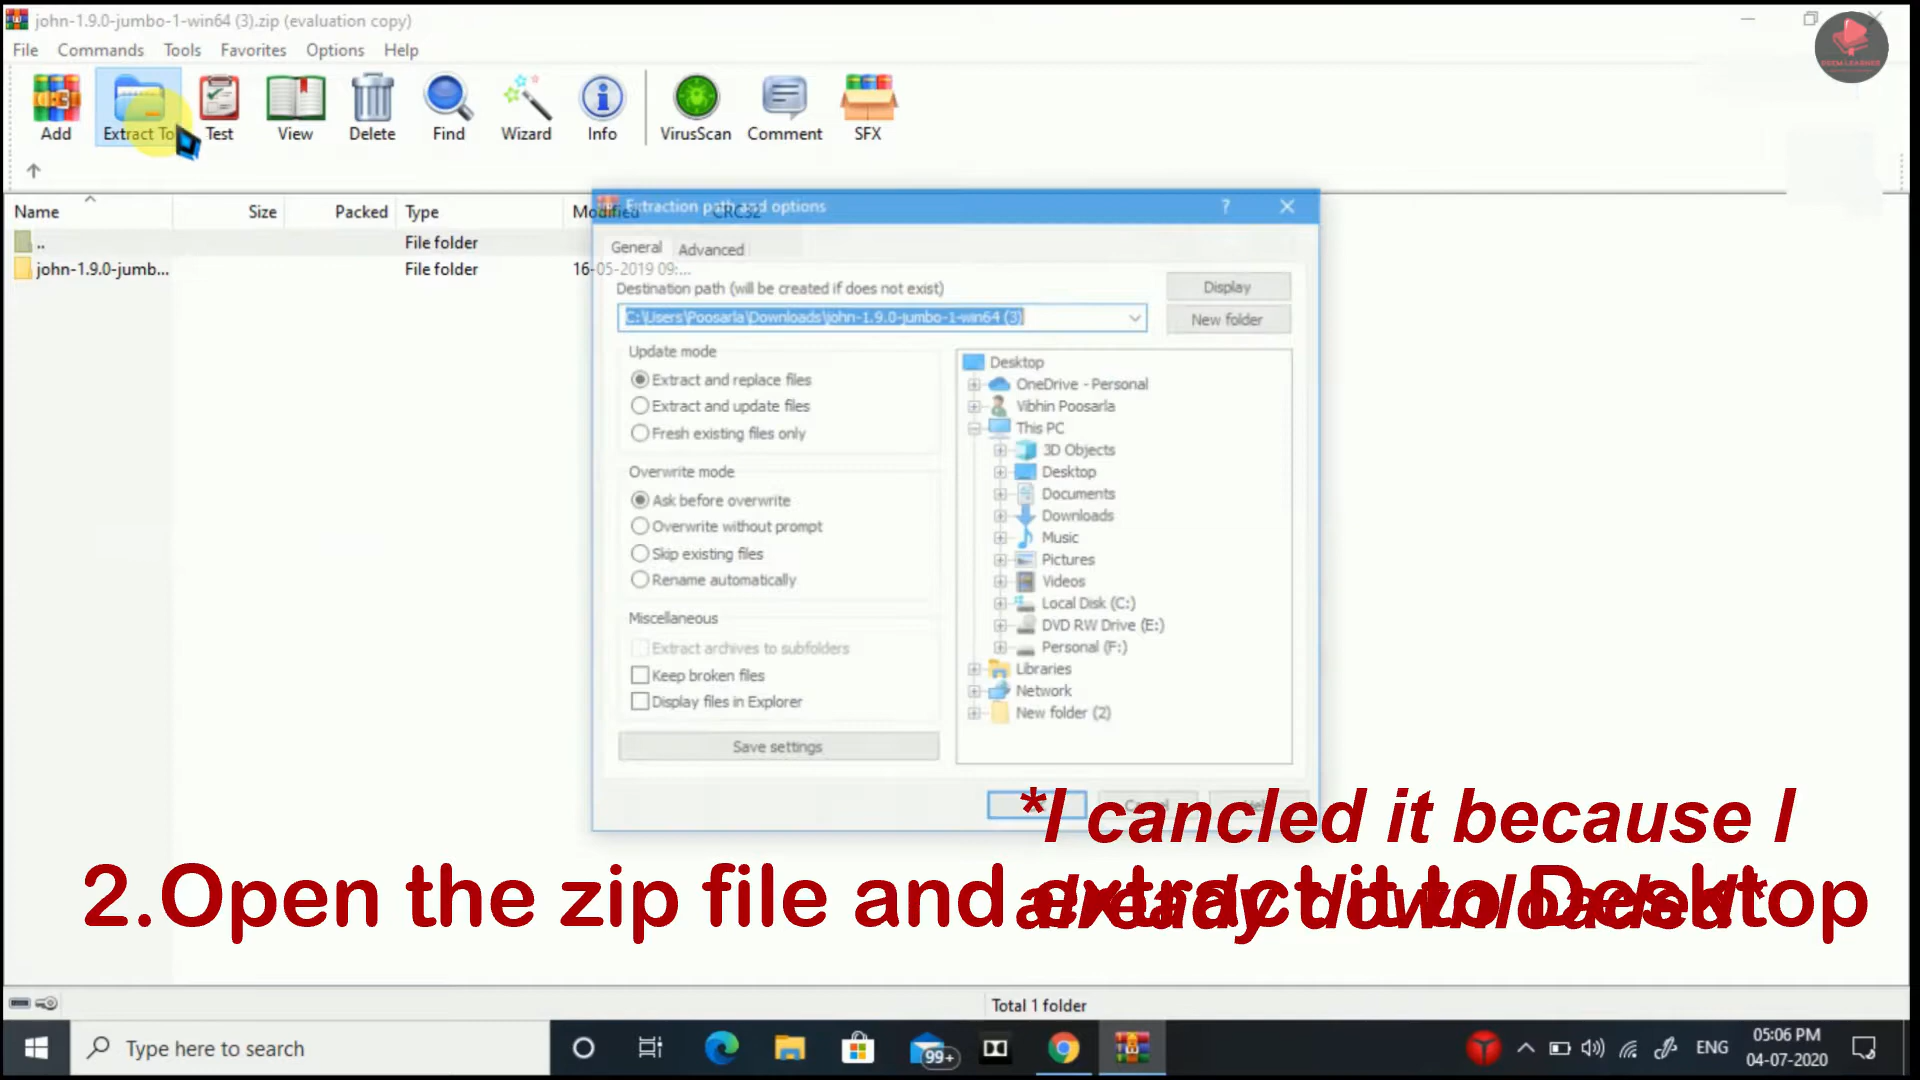 john-1.9.0-jumbo-1-win64 (3).zip (evaluation copy)
File Commands Tools Favorites Options Help
Add Extract To Test View Delete Find Wizard Info VirusScan Comment SFX
Name Size Packed Type Modified CRC32
.. File folder
john-1.9.0-jumb... File folder 16-05-2019 09:...
Extraction path and options
General Advanced
Destination path (will be created if does not exist)
Display
C:\Users\Poosarla\Downloads\john-1.9.0-jumbo-1-win64 (3)
New folder
Update mode
Extract and replace files
Extract and update files
Fresh existing files only
Overwrite mode
Ask before overwrite
Overwrite without prompt
Skip existing files
Rename automatically
Miscellaneous
Extract archives to subfolders
Keep broken files
Display files in Explorer
Save settings
Desktop
OneDrive - Personal
Vibhin Poosarla
This PC
3D Objects
Desktop
Documents
Downloads
Music
Pictures
Videos
Local Disk (C:)
DVD RW Drive (E:)
Personal (F:)
Libraries
Network
New folder (2)
*I cancled it because I
already downloaded*
2.Open the zip file and extract it to Desktop
Total 1 folder
Type here to search
99+
ENG
05:06 PM
04-07-2020